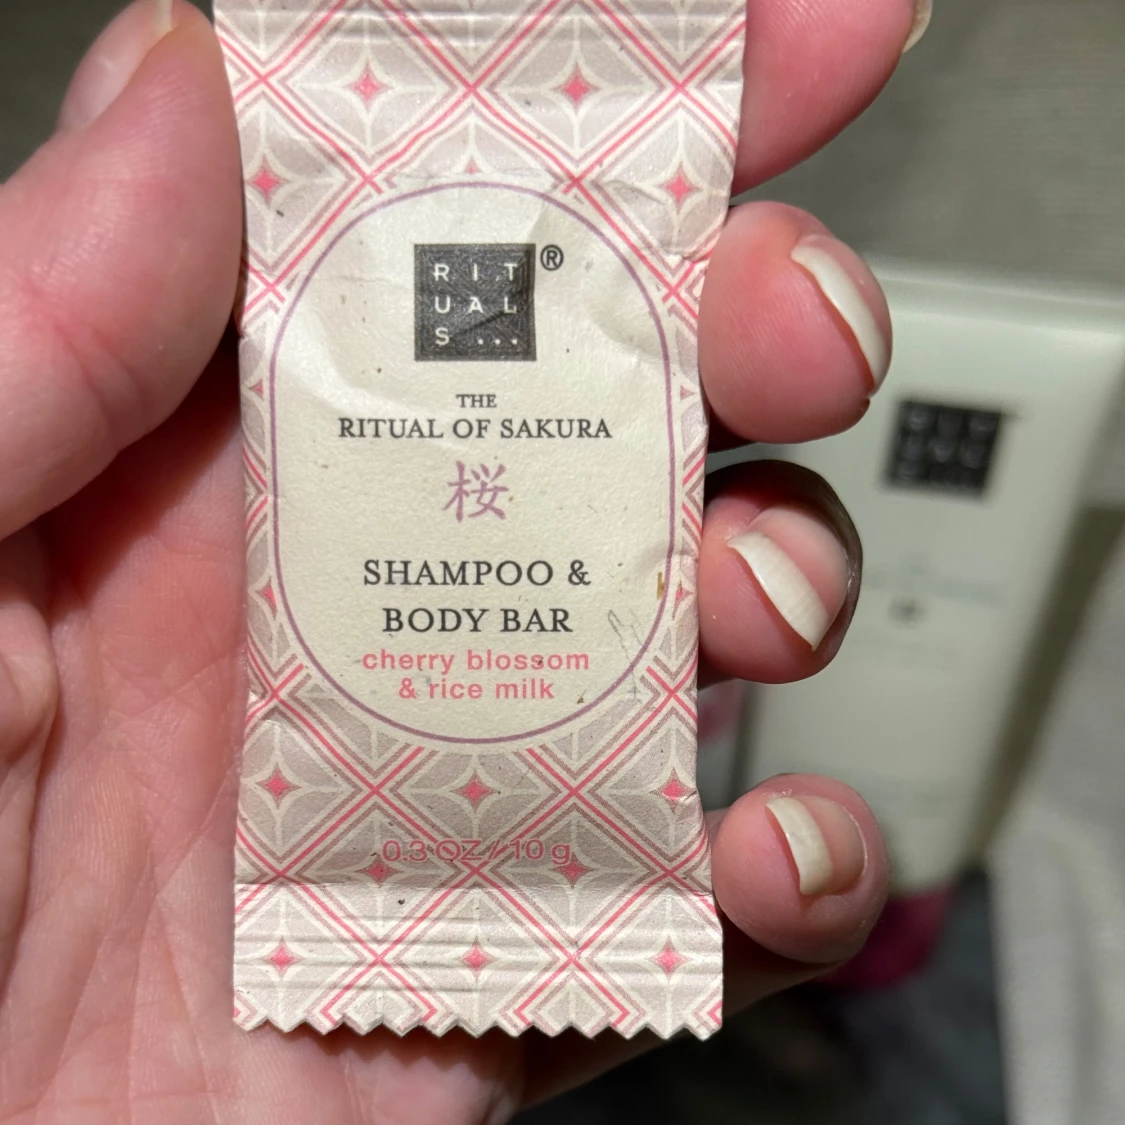 RIT
UAL
S...
®
THE
RITUAL OF SAKURA
桜
SHAMPOO &
BODY BAR
cherry blossom
& rice milk
0.3 OZ / 10 g